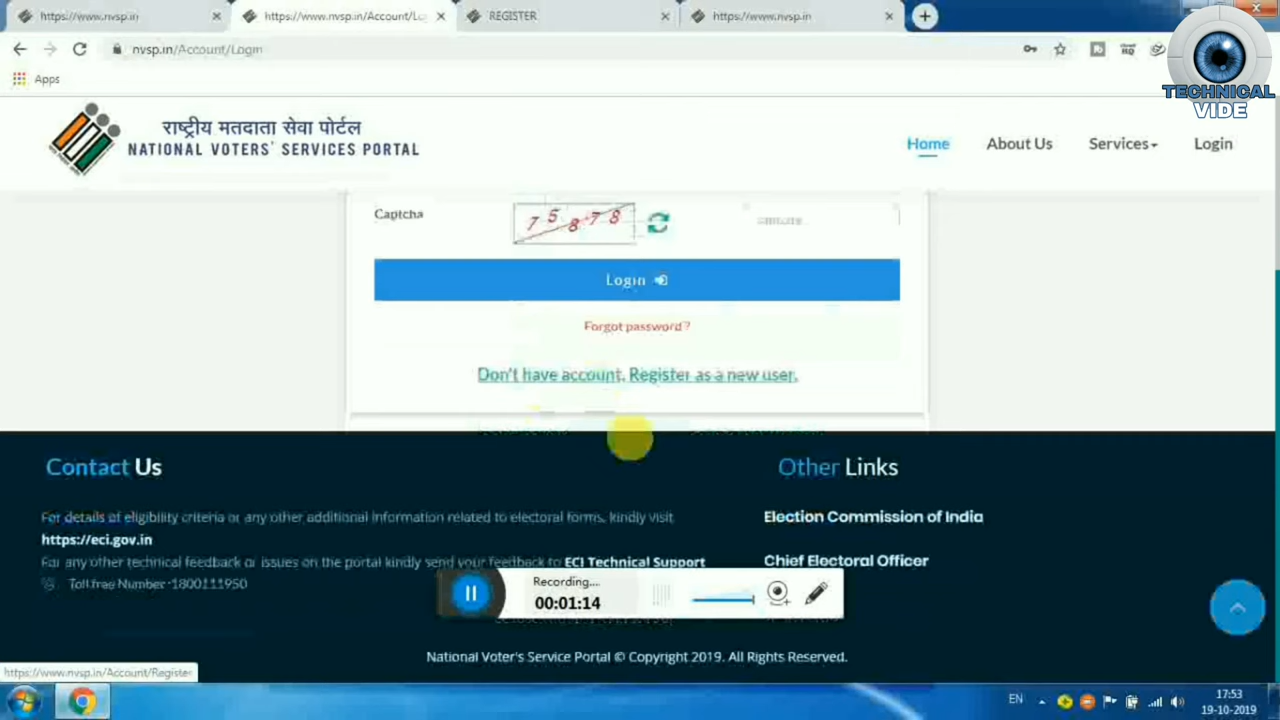 https://www.nvsp.in
https://www.nvsp.in/Account/Lo
REGISTER
https://www.nvsp.in
nvsp.in/Account/Login
Apps
TECHNICAL
VIDE
राष्ट्रीय मतदाता सेवा पोर्टल
NATIONAL VOTERS' SERVICES PORTAL
Home
About Us
Services
Login
Captcha
75878
Login
Forgot password?
Don't have account, Register as a new user.
Contact Us
Other Links
For details of eligibility criteria or any other additional information related to electoral forms, kindly visit
https://eci.gov.in
Election Commission of India
For any other technical feedback or issues on the portal kindly send your feedback to ECI Technical Support
Chief Electoral Officer
Toll free Number :1800111950
Recording....
00:01:14
National Voter's Service Portal © Copyright 2019. All Rights Reserved.
https://www.nvsp.in/Account/Register
EN
17:53
19-10-2019